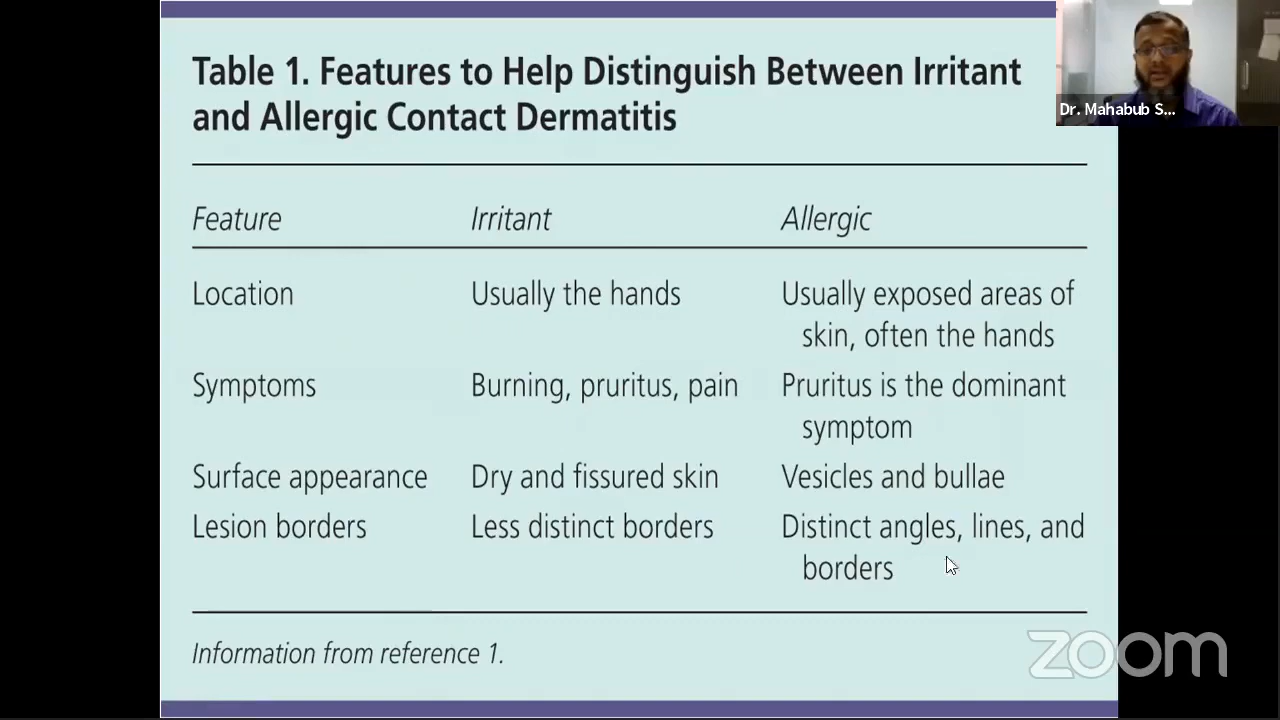 Table 1. Features to Help Distinguish Between Irritant
and Allergic Contact Dermatitis
Dr. Mahabub S...
Feature Irritant Allergic
Location Usually the hands Usually exposed areas of
skin, often the hands
Symptoms Burning, pruritus, pain Pruritus is the dominant
symptom
Surface appearance Dry and fissured skin Vesicles and bullae
Lesion borders Less distinct borders Distinct angles, lines, and
borders
Information from reference 1.
zoom